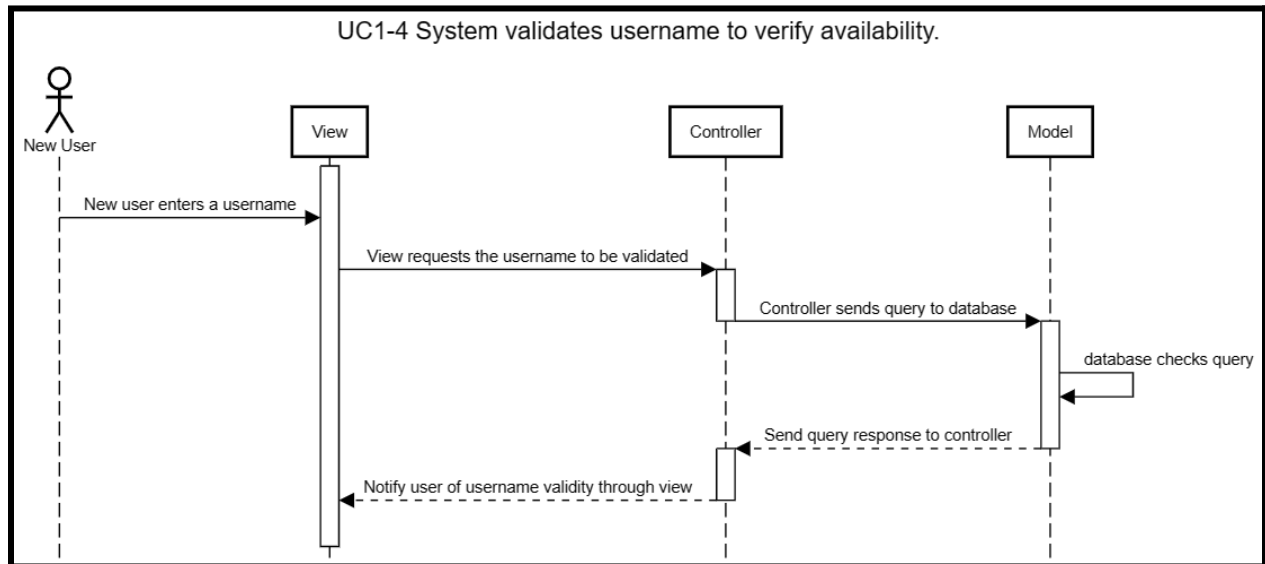 UC1-4 System validates username to verify availability.
New User
View
Controller
Model
New user enters a username
View requests the username to be validated
Controller sends query to database
database checks query
Send query response to controller
Notify user of username validity through view